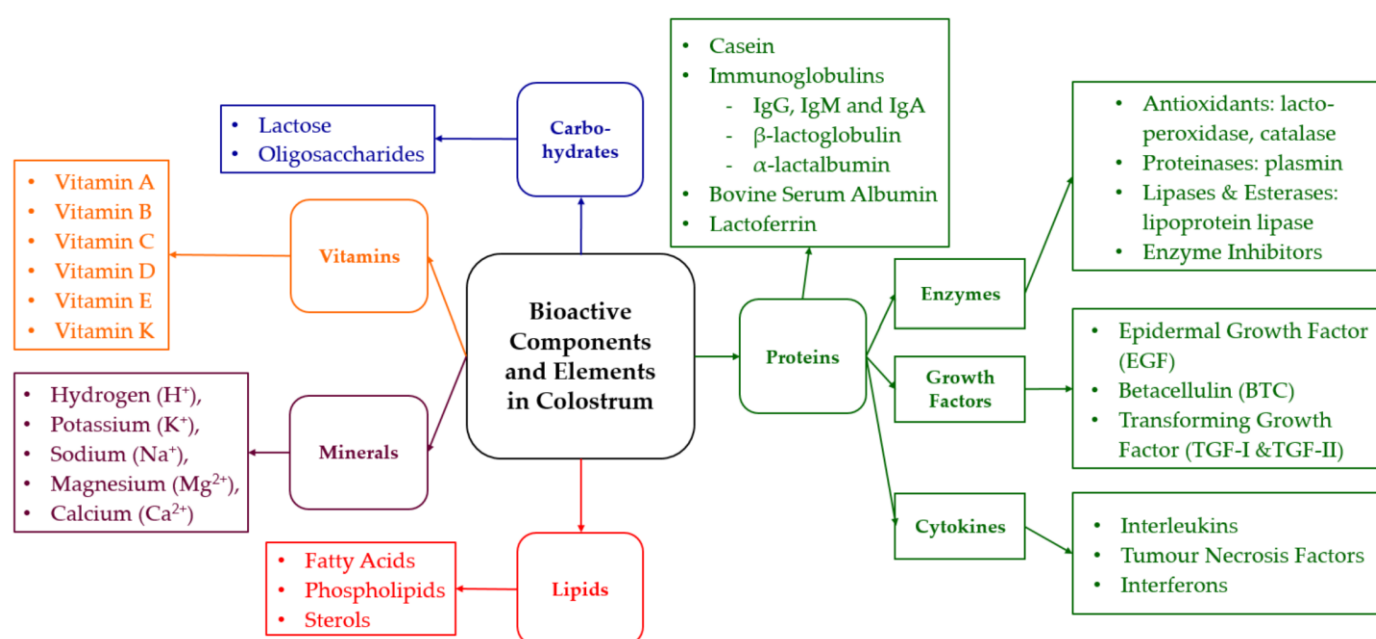 Bioactive
Components
and Elements
in Colostrum
Carbo-
hydrates
• Lactose
• Oligosaccharides
Vitamins
• Vitamin A
• Vitamin B
• Vitamin C
• Vitamin D
• Vitamin E
• Vitamin K
Minerals
• Hydrogen (H⁺),
• Potassium (K⁺),
• Sodium (Na⁺),
• Magnesium (Mg²⁺),
• Calcium (Ca²⁺)
Lipids
• Fatty Acids
• Phospholipids
• Sterols
Proteins
• Casein
• Immunoglobulins
- IgG, IgM and IgA
- β-lactoglobulin
- α-lactalbumin
• Bovine Serum Albumin
• Lactoferrin
Enzymes
• Antioxidants: lacto-
peroxidase, catalase
• Proteinases: plasmin
• Lipases & Esterases:
lipoprotein lipase
• Enzyme Inhibitors
Growth
Factors
• Epidermal Growth Factor
(EGF)
• Betacellulin (BTC)
• Transforming Growth
Factor (TGF-I &TGF-II)
Cytokines
• Interleukins
• Tumour Necrosis Factors
• Interferons